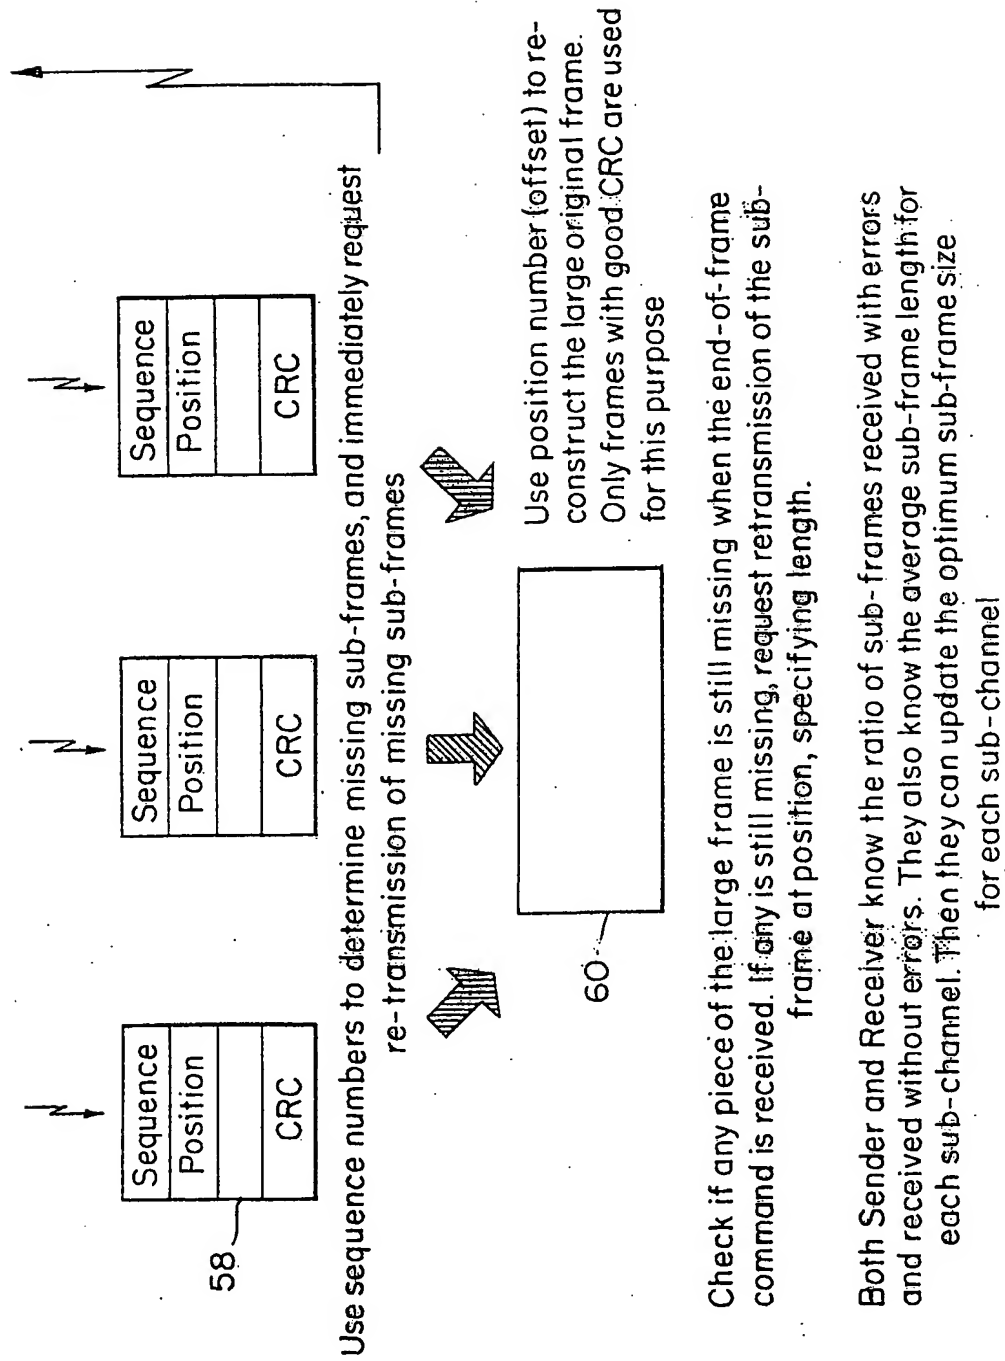 Sequence
Position
CRC
58
Sequence
Position
CRC
Sequence
Position
CRC
Use sequence numbers to determine missing sub-frames, and immediately request
re-transmission of missing sub-frames
60
Use position number (offset) to re-
construct the large original frame.
Only frames with good CRC are used
for this purpose
Check if any piece of the large frame is still missing when the end-of-frame
command is received. If any is still missing, request retransmission of the sub-
frame at position, specifying length.
Both Sender and Receiver know the ratio of sub-frames received with errors
and received without errors. They also know the average sub-frame length for
each sub-channel. Then they can update the optimum sub-frame size
for each sub-channel